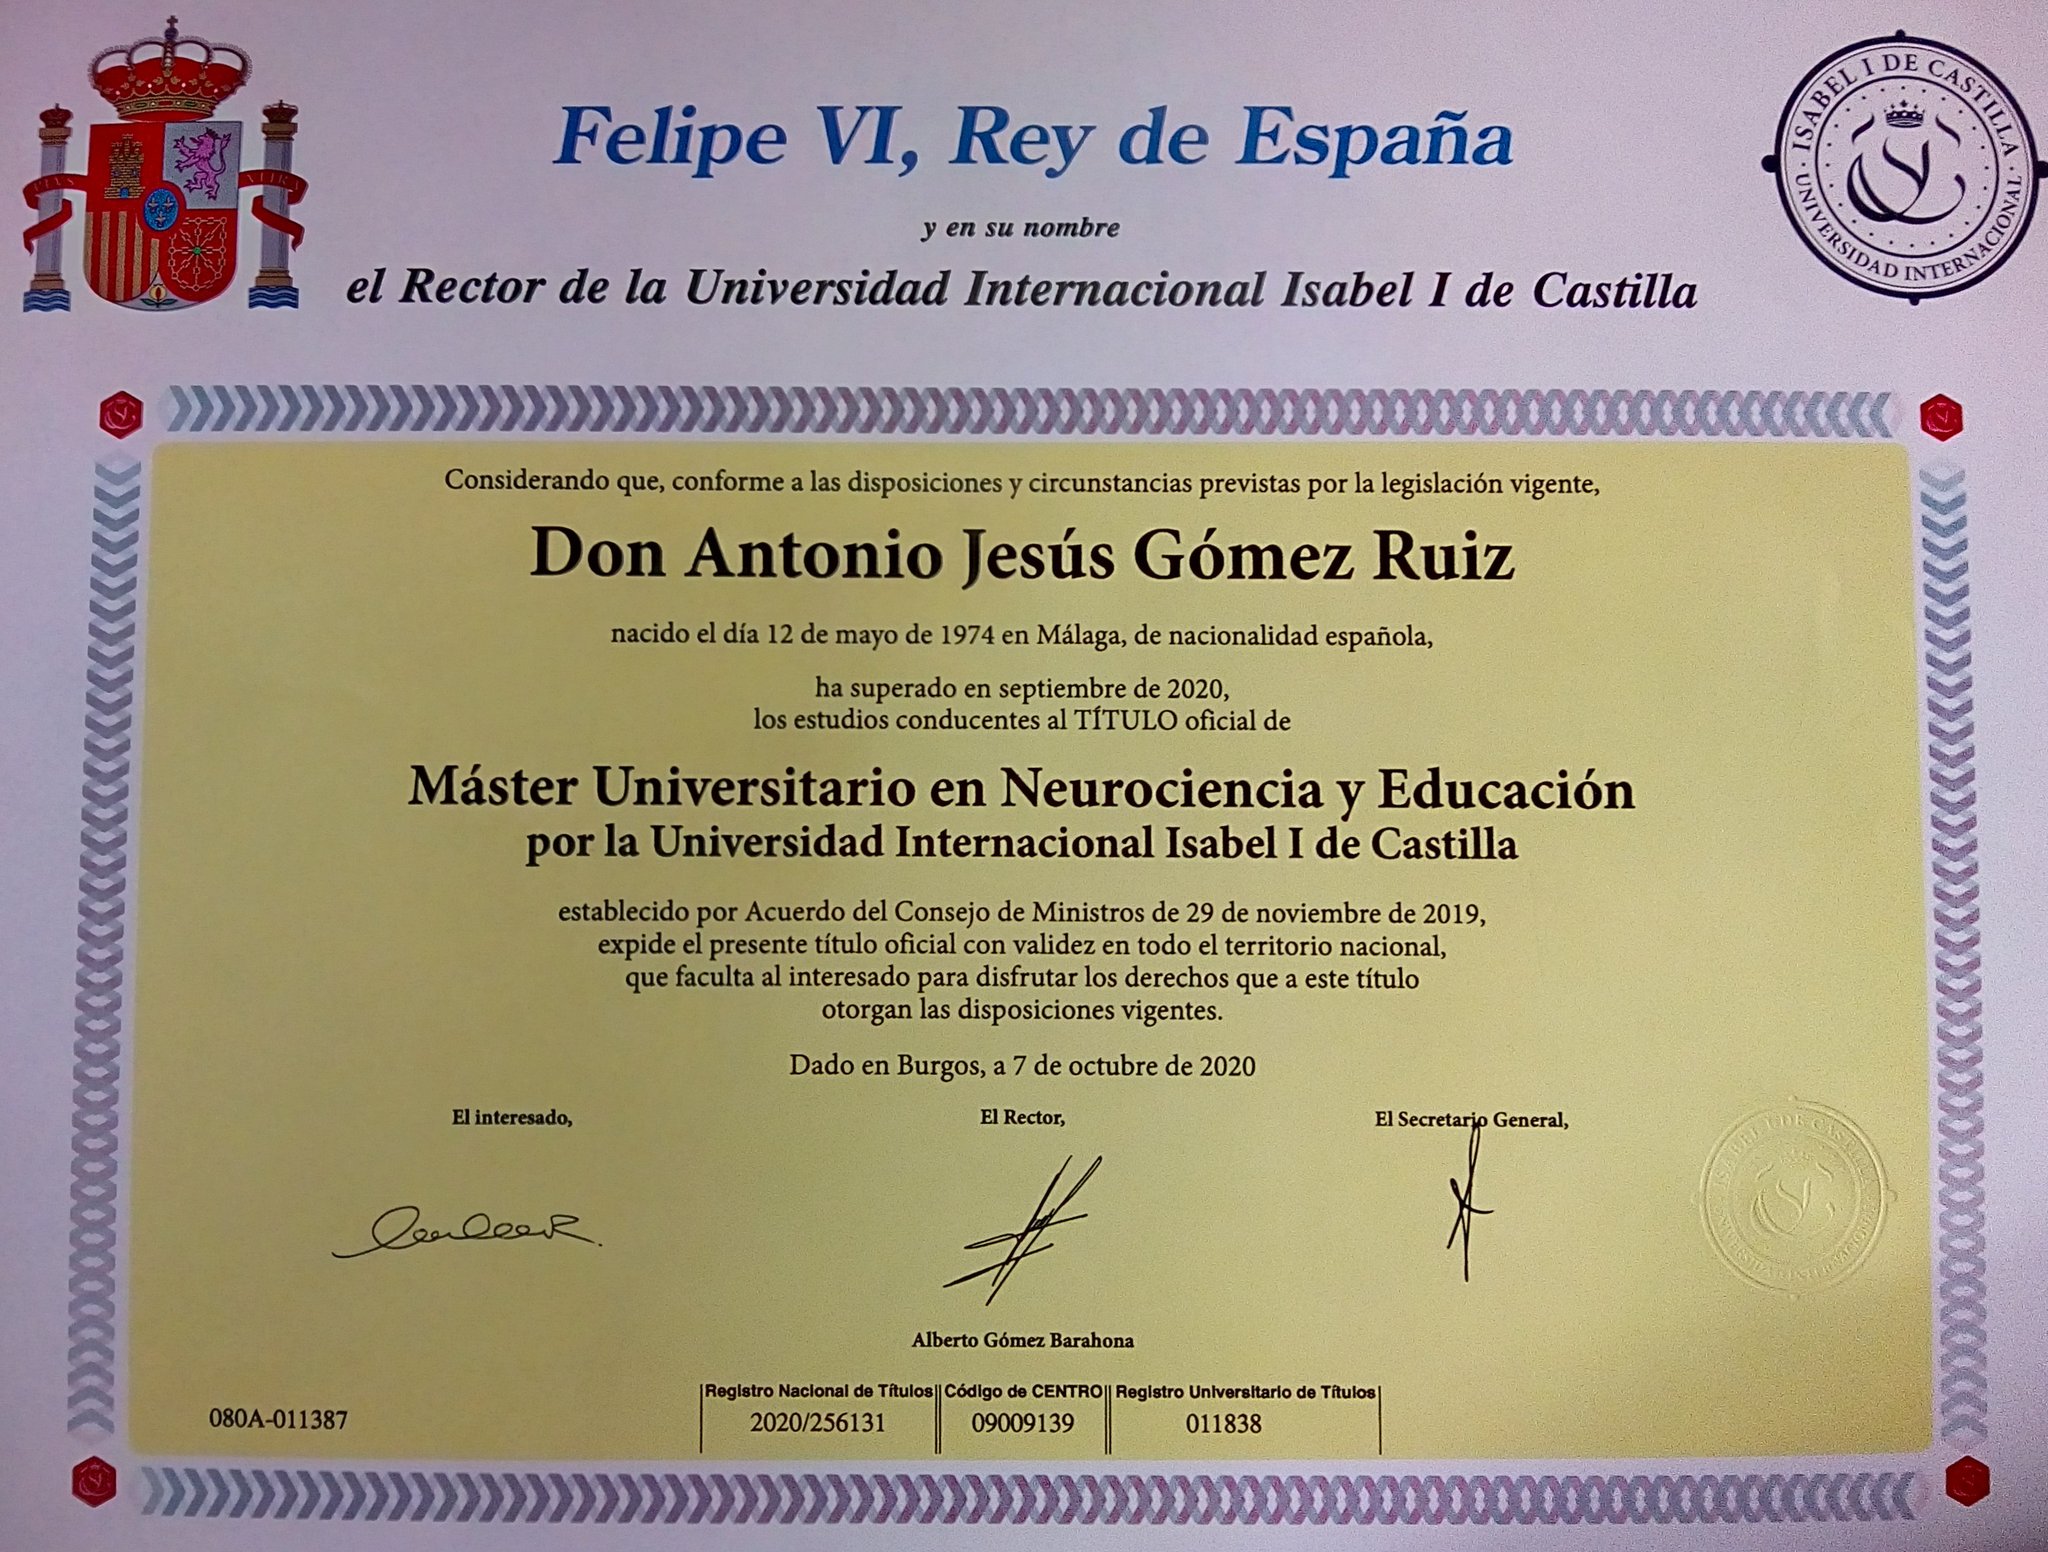 PLVS VLTRA
ISABEL I DE CASTILLA
UNIVERSIDAD INTERNACIONAL
Felipe VI, Rey de España
y en su nombre
el Rector de la Universidad Internacional Isabel I de Castilla
Considerando que, conforme a las disposiciones y circunstancias previstas por la legislación vigente,
Don Antonio Jesús Gómez Ruiz
nacido el día 12 de mayo de 1974 en Málaga, de nacionalidad española,
ha superado en septiembre de 2020,
los estudios conducentes al TÍTULO oficial de
Máster Universitario en Neurociencia y Educación
por la Universidad Internacional Isabel I de Castilla
establecido por Acuerdo del Consejo de Ministros de 29 de noviembre de 2019,
expide el presente título oficial con validez en todo el territorio nacional,
que faculta al interesado para disfrutar los derechos que a este título
otorgan las disposiciones vigentes.
Dado en Burgos, a 7 de octubre de 2020
El interesado, El Rector, El Secretario General,
ISABEL I DE CASTILLA
UNIVERSIDAD INTERNACIONAL
Alberto Gómez Barahona
Registro Nacional de Títulos Código de CENTRO Registro Universitario de Títulos
080A-011387 2020/256131 09009139 011838